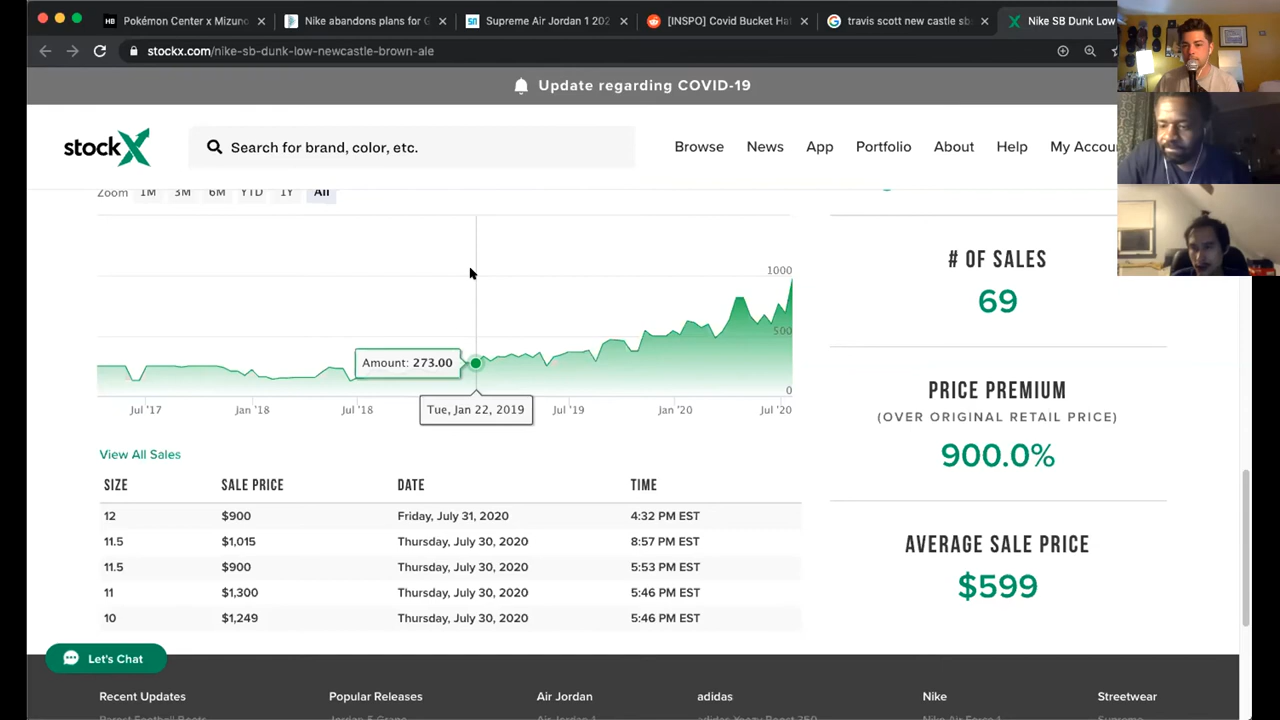 Pokémon Center x Mizuno
Nike abandons plans for G
Supreme Air Jordan 1 202
[INSPO] Covid Bucket Hat
travis scott new castle sb
Nike SB Dunk Low
stockx.com/nike-sb-dunk-low-newcastle-brown-ale
Update regarding COVID-19
stockX
Search for brand, color, etc.
Browse News App Portfolio About Help My Accou
Zoom 1M 3M 6M YTD 1Y All
1000
500
0
Amount: 273.00
Jul '17 Jan '18 Jul '18 Jul '19 Jan '20 Jul '20
Tue, Jan 22, 2019
# OF SALES
69
PRICE PREMIUM
(OVER ORIGINAL RETAIL PRICE)
900.0%
AVERAGE SALE PRICE
$599
View All Sales
SIZE SALE PRICE DATE TIME
12 $900 Friday, July 31, 2020 4:32 PM EST
11.5 $1,015 Thursday, July 30, 2020 8:57 PM EST
11.5 $900 Thursday, July 30, 2020 5:53 PM EST
11 $1,300 Thursday, July 30, 2020 5:46 PM EST
10 $1,249 Thursday, July 30, 2020 5:46 PM EST
Let's Chat
Recent Updates Popular Releases Air Jordan adidas Nike Streetwear